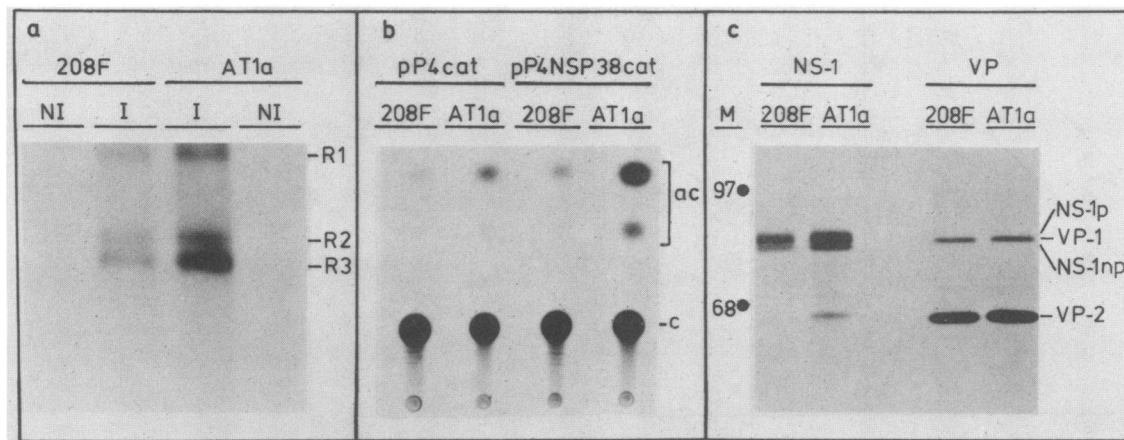 a
208F AT1a
NI I I NI
R1
R2
R3
b
pP4cat pP4NSP38cat
208F AT1a 208F AT1a
ac
c
c
NS-1 VP
M 208F AT1a 208F AT1a
97
68
NS-1p
VP-1
NS-1np
VP-2